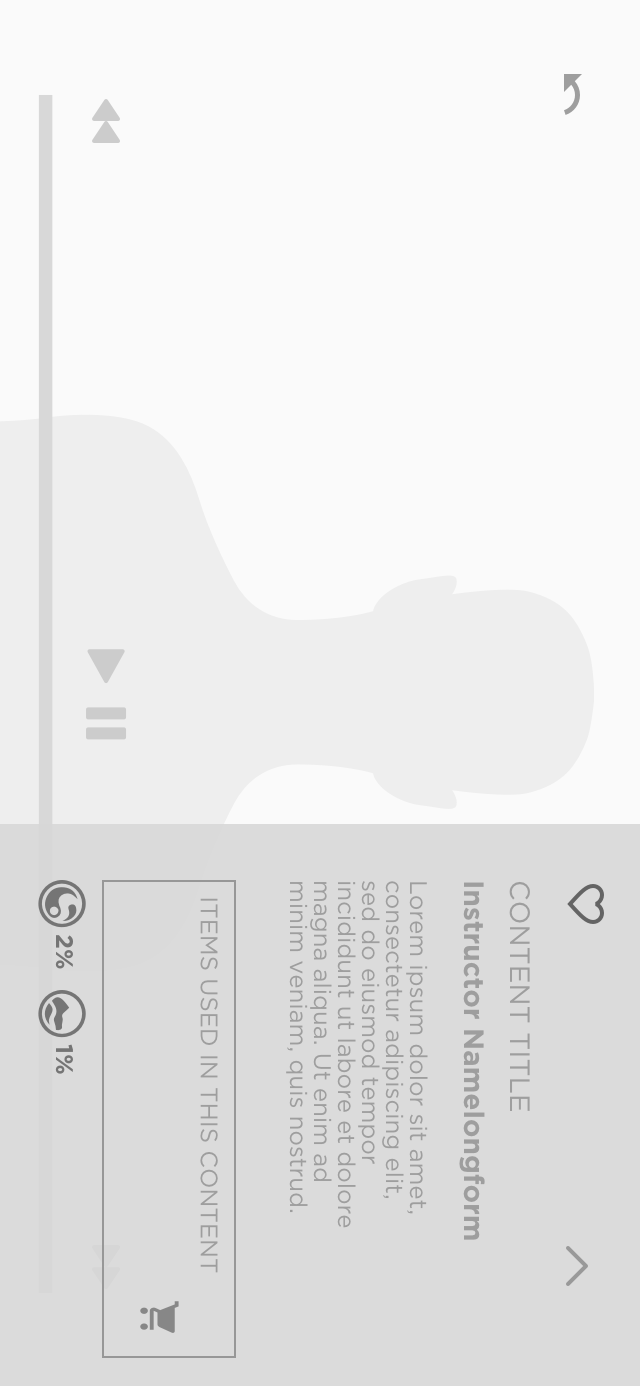 CONTENT TITLE
Instructor Namelongform
Lorem ipsum dolor sit amet,
consectetur adipiscing elit,
sed do eiusmod tempor
incididunt ut labore et dolore
magna aliqua. Ut enim ad
minim veniam, quis nostrud.
ITEMS USED IN THIS CONTENT
2% 1%